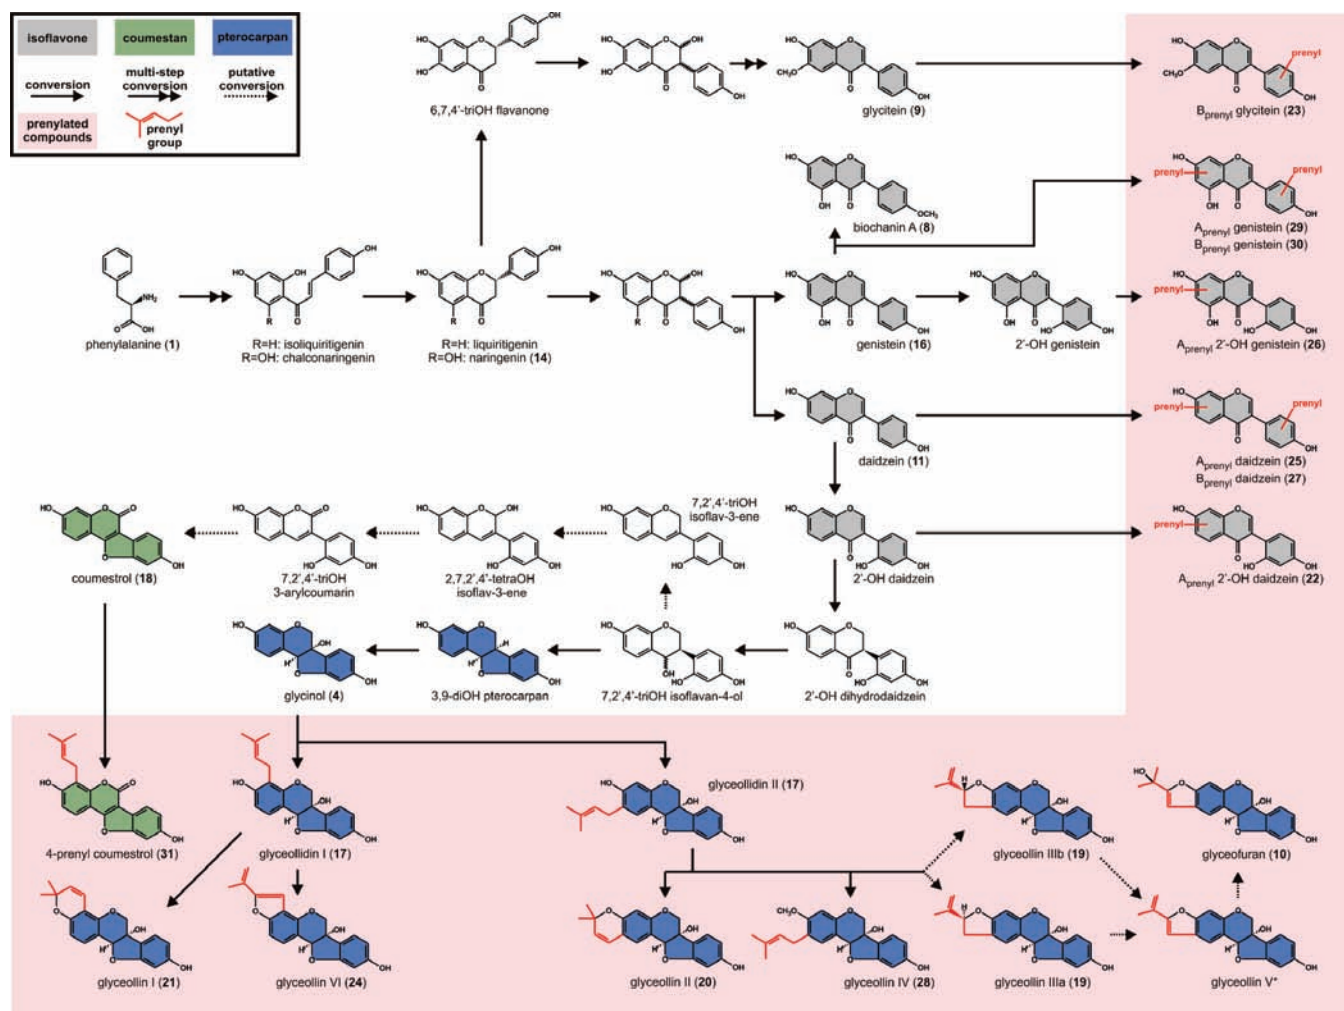 isoflavone
coumestan
pterocarpan
conversion
multi-step
conversion
putative
conversion
prenylated
compounds
prenyl
group
6,7,4'-triOH flavanone
glycitein (9)
Bprenyl glycitein (23)
biochanin A (8)
Aprenyl genistein (29)
Bprenyl genistein (30)
phenylalanine (1)
R=H: isoliquiritigenin
R=OH: chalconaringenin
R=H: liquiritigenin
R=OH: naringenin (14)
genistein (16)
2'-OH genistein
Aprenyl 2'-OH genistein (26)
daidzein (11)
Aprenyl daidzein (25)
Bprenyl daidzein (27)
coumestrol (18)
7,2',4'-triOH
3-arylcoumarin
2,7,2',4'-tetraOH
isoflav-3-ene
7,2',4'-triOH
isoflav-3-ene
2'-OH daidzein
Aprenyl 2'-OH daidzein (22)
glycinol (4)
3,9-diOH pterocarpan
7,2',4'-triOH isoflavan-4-ol
2'-OH dihydrodaidzein
4-prenyl coumestrol (31)
glyceollidin I (17)
glyceollidin II (17)
glyceollin IIIb (19)
glyceofuran (10)
glyceollin I (21)
glyceollin VI (24)
glyceollin II (20)
glyceollin IV (28)
glyceollin IIIa (19)
glyceollin V*